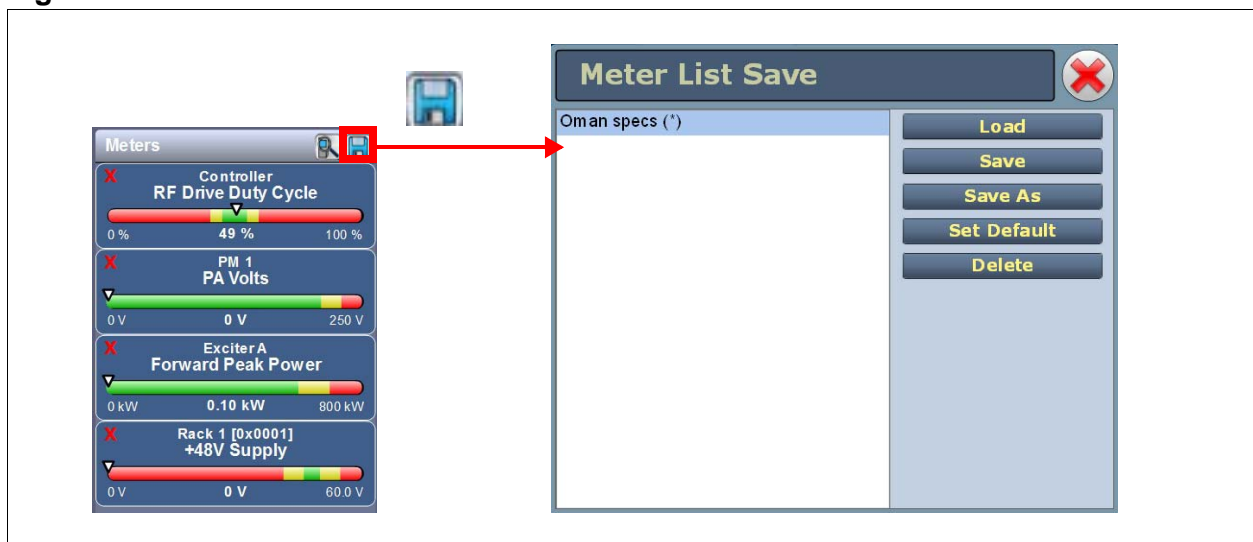 Meters
X
Controller
RF Drive Duty Cycle
0 %
49 %
100 %
X
PM 1
PA Volts
0 V
0 V
250 V
X
Exciter A
Forward Peak Power
0 kW
0.10 kW
800 kW
X
Rack 1 [0x0001]
+48V Supply
0 V
0 V
60.0 V
Meter List Save
Oman specs (*)
Load
Save
Save As
Set Default
Delete